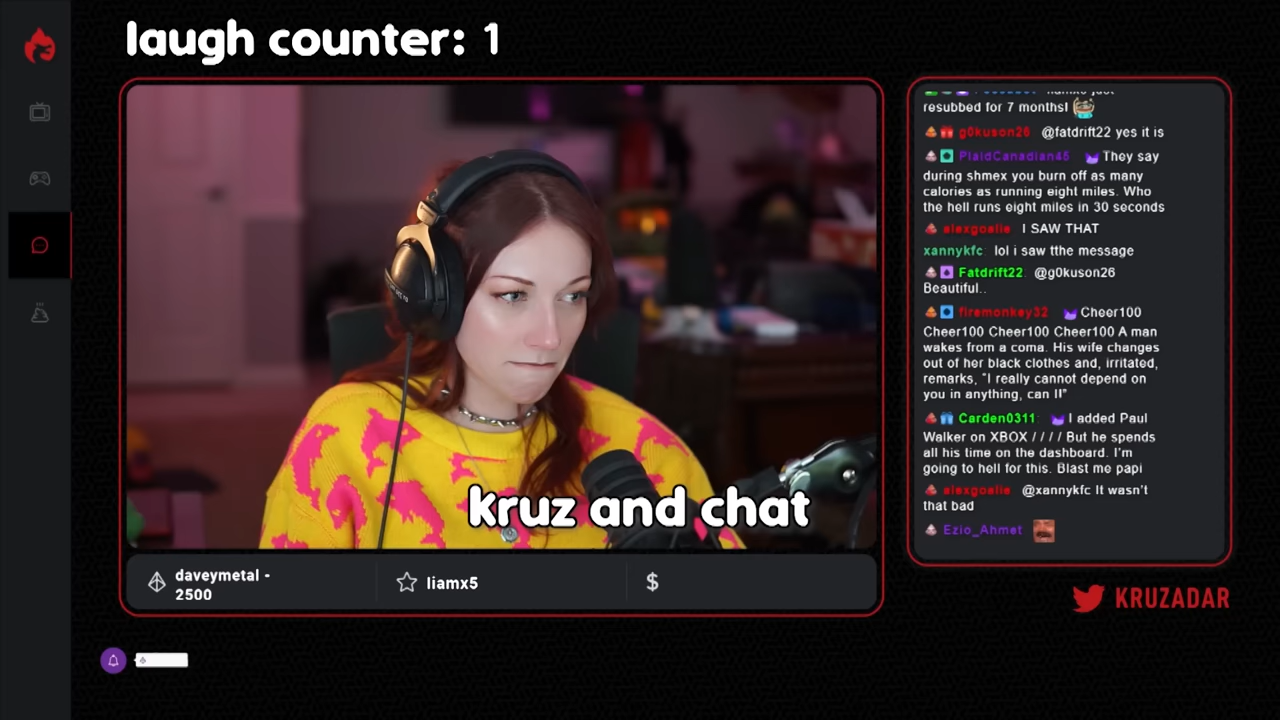 laugh counter: 1
resubbed for 7 months!
g0kuson26 @fatdrift22 yes it is
PlaidCanadian45 They say
during shmex you burn off as many
calories as running eight miles. Who
the hell runs eight miles in 30 seconds
alexgoalie I SAW THAT
xannykfc: lol i saw tthe message
Fatdrift22: @g0kuson26
Beautiful..
firemonkey32 Cheer100
Cheer100 Cheer100 Cheer100 A man
wakes from a coma. His wife changes
out of her black clothes and, irritated,
remarks, "I really cannot depend on
you in anything, can I!"
Carden0311: I added Paul
Walker on XBOX / / / / But he spends
all his time on the dashboard. I'm
going to hell for this. Blast me papi
alexgoalie @xannykfc It wasn't
that bad
Ezio_Ahmet
kruz and chat
daveymetal -
2500
liamx5
$
KRUZADAR